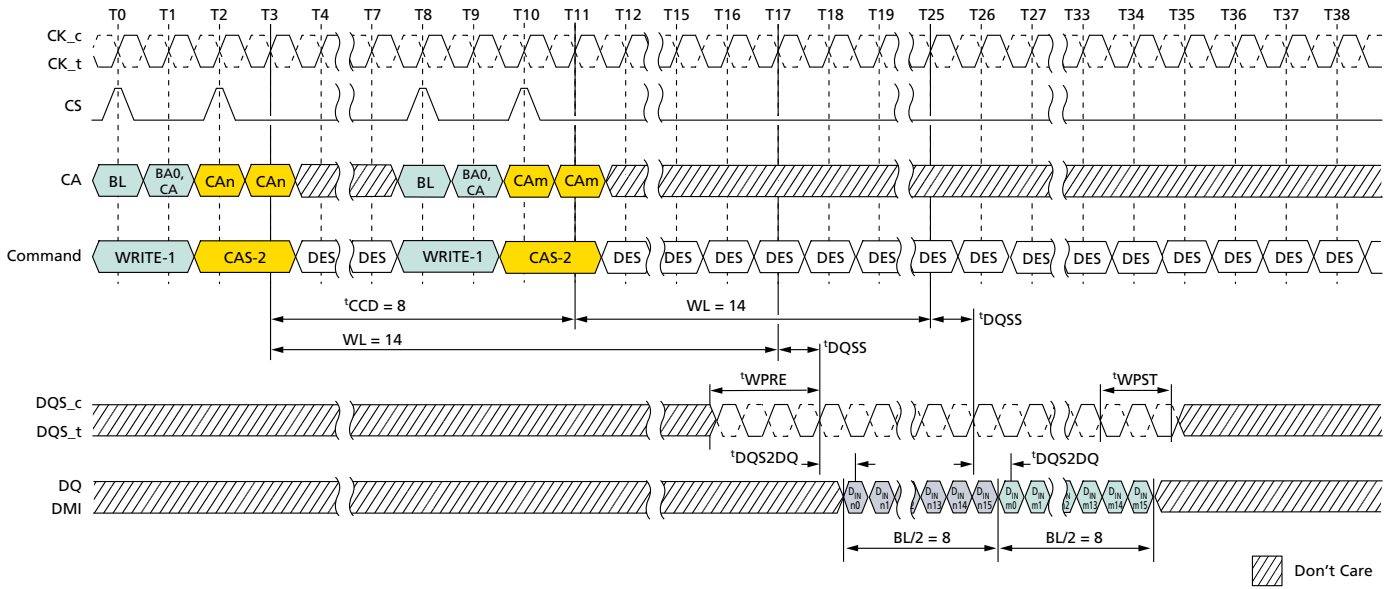 T0 T1 T2 T3 T4 T7 T8 T9 T10 T11 T12 T15 T16 T17 T18 T19 T25 T26 T27 T33 T34 T35 T36 T37 T38
CK_c
CK_t
CS
CA BL BA0, CA CAn CAn BL BA0, CA CAm CAm
Command WRITE-1 CAS-2 DES DES WRITE-1 CAS-2 DES DES DES DES DES DES DES DES DES DES DES DES DES DES DES
tCCD = 8 WL = 14 tDQSS
WL = 14 tDQSS
tWPRE tWPST
DQS_c
DQS_t
tDQS2DQ tDQS2DQ
DQ DIN n0 DIN n1 DIN n13 DIN n14 DIN n15 DIN m0 DIN m1 DIN m13 DIN m14 DIN m15
DMI
BL/2 = 8 BL/2 = 8
Don't Care